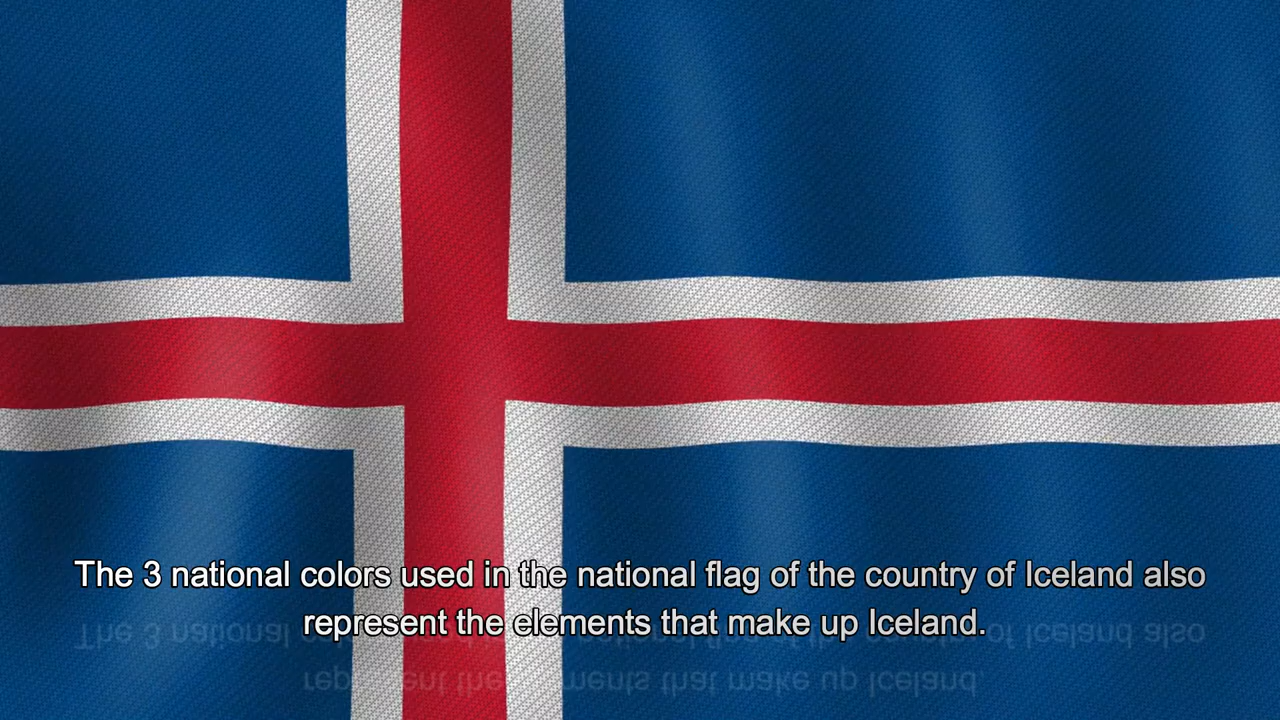 The 3 national colors used in the national flag of the country of Iceland also
represent the elements that make up Iceland.